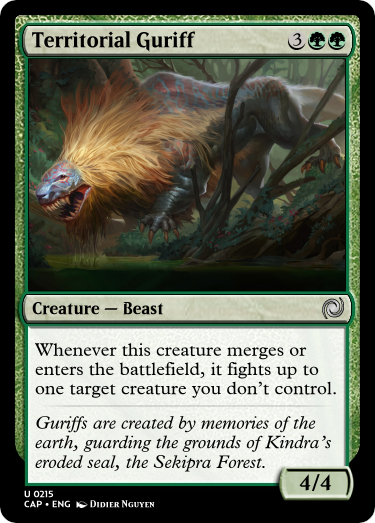 Territorial Guriff 3
Creature — Beast
Whenever this creature merges or
enters the battlefield, it fights up to
one target creature you don't control.
Guriffs are created by memories of the
earth, guarding the grounds of Kindra's
eroded seal, the Sekipra Forest.
4/4
U 0215
CAP • ENG Didier Nguyen